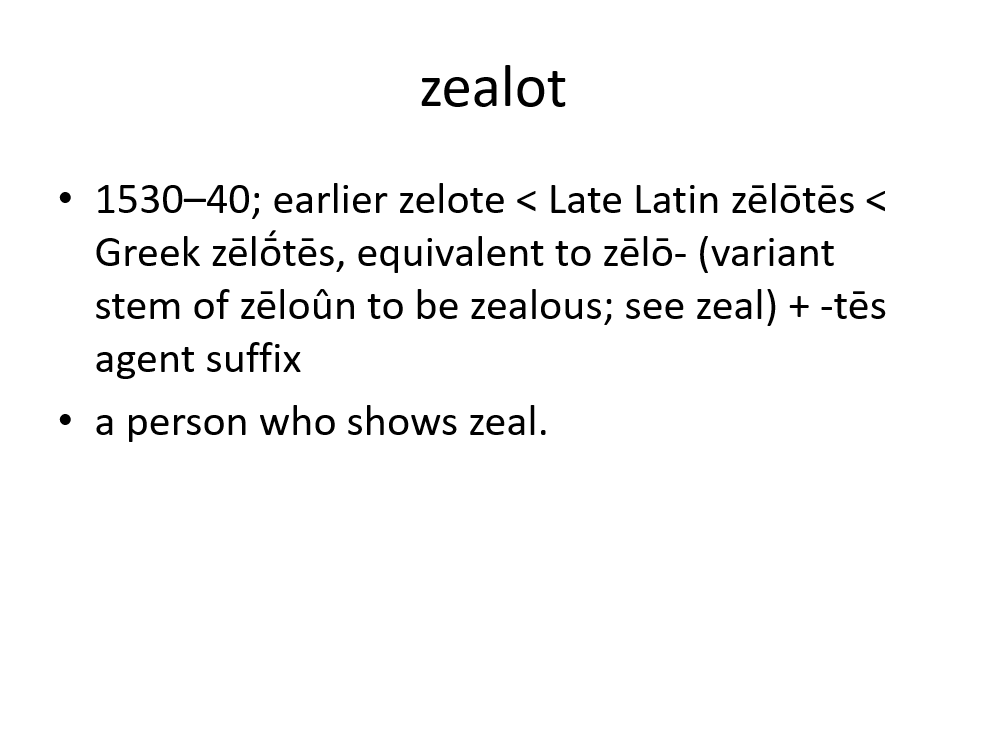 zealot
• 1530–40; earlier zelote < Late Latin zēlōtēs <
Greek zēlṓtēs, equivalent to zēlō- (variant
stem of zēloûn to be zealous; see zeal) + -tēs
agent suffix
• a person who shows zeal.